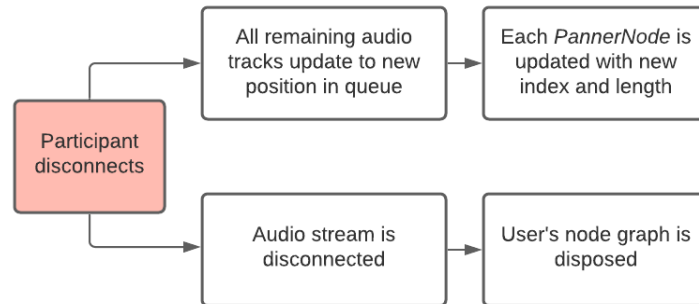 Participant
disconnects
All remaining audio
tracks update to new
position in queue
Each PannerNode is
updated with new
index and length
Audio stream is
disconnected
User's node graph is
disposed